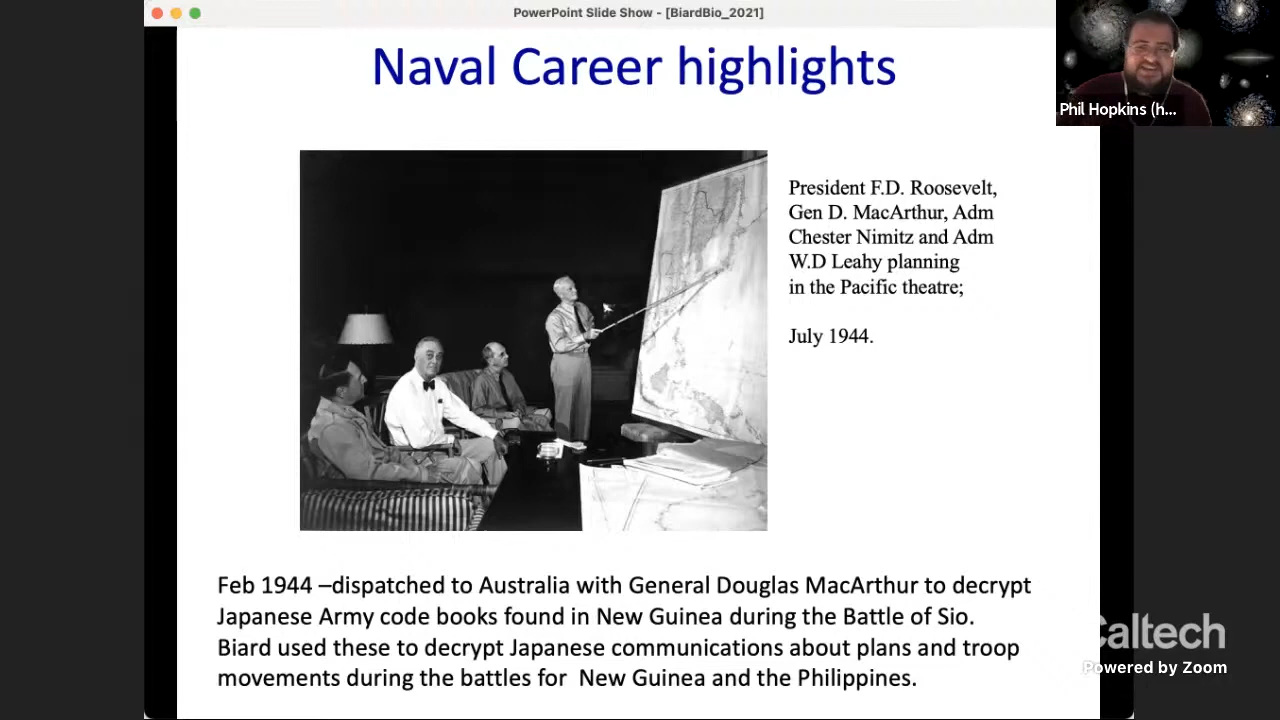 PowerPoint Slide Show - [BiardBio_2021]
Naval Career highlights
Phil Hopkins (h...
President F.D. Roosevelt,
Gen D. MacArthur, Adm
Chester Nimitz and Adm
W.D Leahy planning
in the Pacific theatre;
July 1944.
Feb 1944 –dispatched to Australia with General Douglas MacArthur to decrypt
Japanese Army code books found in New Guinea during the Battle of Sio.
Biard used these to decrypt Japanese communications about plans and troop
movements during the battles for  New Guinea and the Philippines.
Caltech
Powered by Zoom